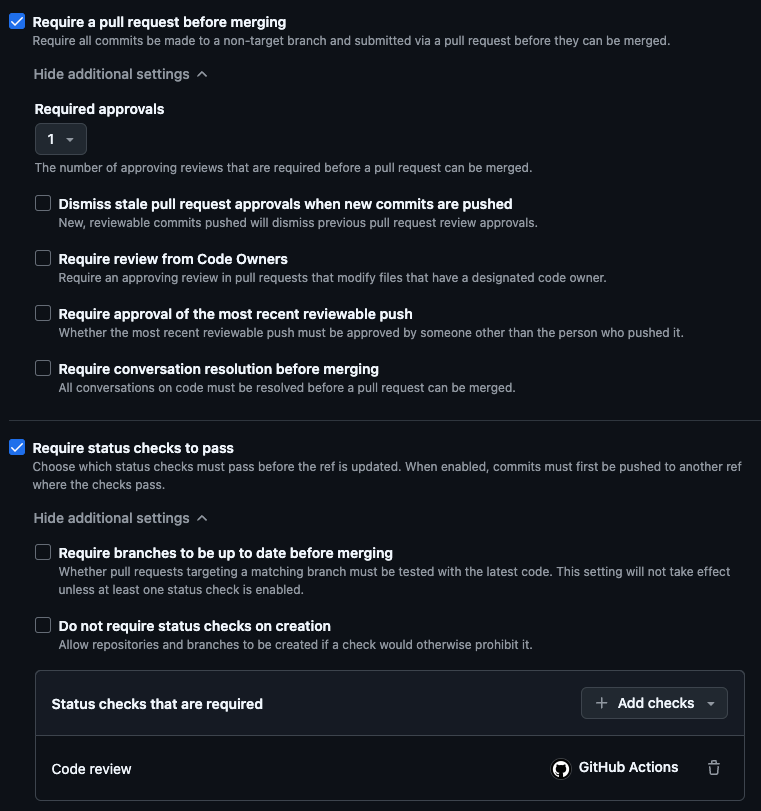 Require a pull request before merging
Require all commits be made to a non-target branch and submitted via a pull request before they can be merged.
Hide additional settings
Required approvals
1
The number of approving reviews that are required before a pull request can be merged.
Dismiss stale pull request approvals when new commits are pushed
New, reviewable commits pushed will dismiss previous pull request review approvals.
Require review from Code Owners
Require an approving review in pull requests that modify files that have a designated code owner.
Require approval of the most recent reviewable push
Whether the most recent reviewable push must be approved by someone other than the person who pushed it.
Require conversation resolution before merging
All conversations on code must be resolved before a pull request can be merged.
Require status checks to pass
Choose which status checks must pass before the ref is updated. When enabled, commits must first be pushed to another ref
where the checks pass.
Hide additional settings
Require branches to be up to date before merging
Whether pull requests targeting a matching branch must be tested with the latest code. This setting will not take effect
unless at least one status check is enabled.
Do not require status checks on creation
Allow repositories and branches to be created if a check would otherwise prohibit it.
Status checks that are required
Add checks
Code review
GitHub Actions